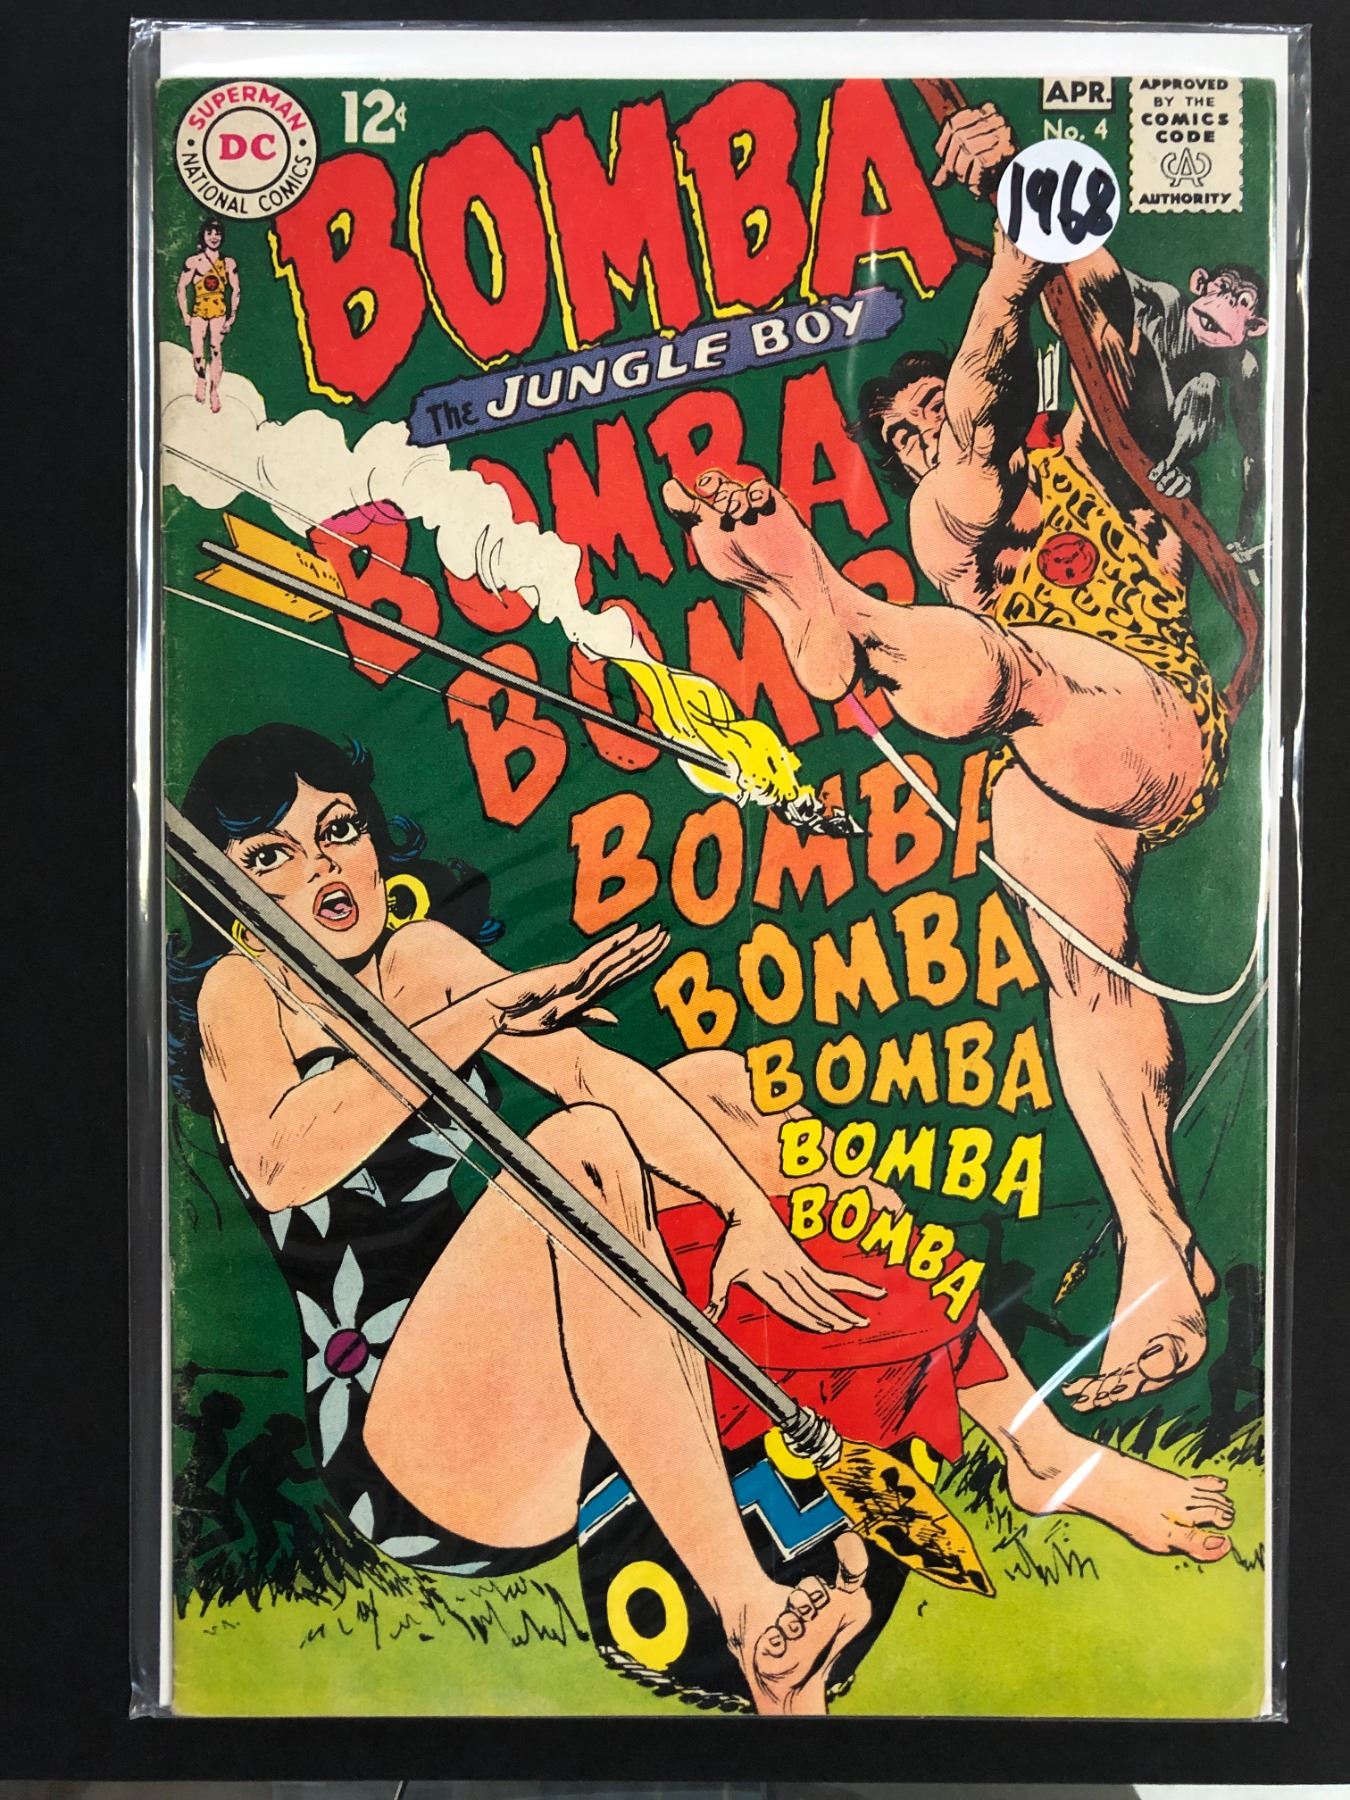 SUPERMAN
DC
NATIONAL COMICS
12¢
BOMBA
The JUNGLE BOY
APR.
No. 4
1968
APPROVED
BY THE
COMICS
CODE
CA
AUTHORITY
BOMBA
BOMB
BOMBA
BOMBA
BOMBA
BOMBA
BOMBA